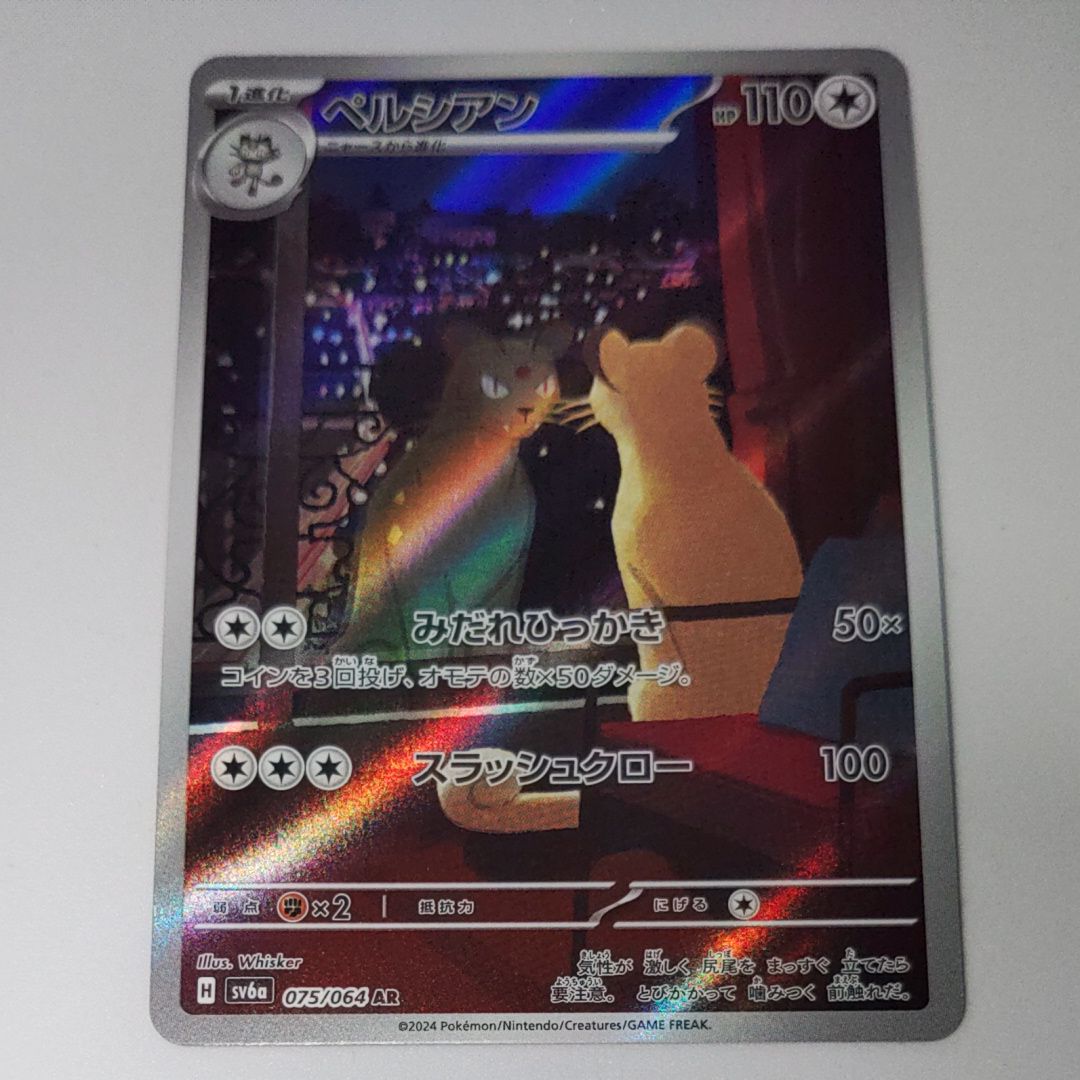 1進化
ペルシアン
HP 110
ニャースから進化
みだれひっかき 50×
コインを3回投げ、オモテの数×50ダメージ。
スラッシュクロー 100
弱点 ×2 抵抗力 にげる
Illus. Whisker
気性が 激しく 尻尾を まっすぐ 立てたら
要注意。 とびかかって 噛みつく 前触れだ。
H sv6a 075/064 AR
©2024 Pokémon/Nintendo/Creatures/GAME FREAK.